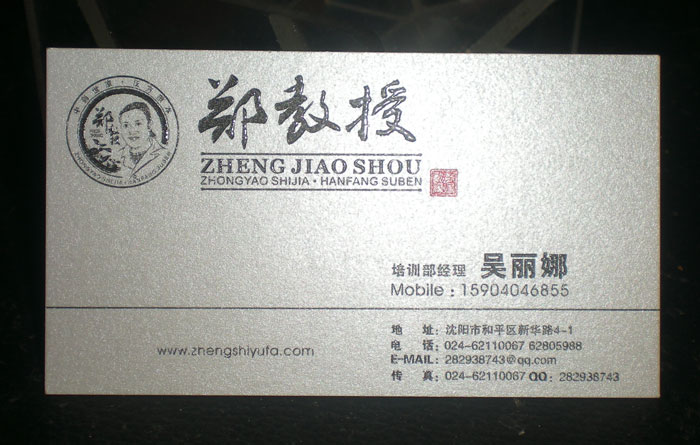 郑教授
ZHENG JIAO SHOU
ZHONGYAO SHIJIA · HANFANG SUBEN
培训部经理 吴丽娜
Mobile : 15904046855
地 址: 沈阳市和平区新华路4-1
电 话: 024-62110067 62805988
www.zhengshiyufa.com
E-MAIL: 282938743@qq.com
传 真: 024-62110067 QQ: 282938743